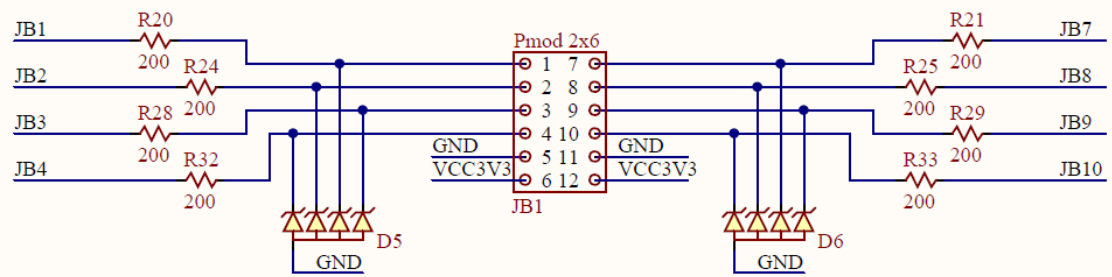 JB1 R20 200 Pmod 2x6 R21 200 JB7
JB2 R24 200 1 7 R25 200 JB8
JB3 R28 200 2 8 R29 200 JB9
JB4 R32 200 3 9 R33 200 JB10
4 10
GND 5 11 GND
VCC3V3 6 12 VCC3V3
JB1
D5 D6
GND GND